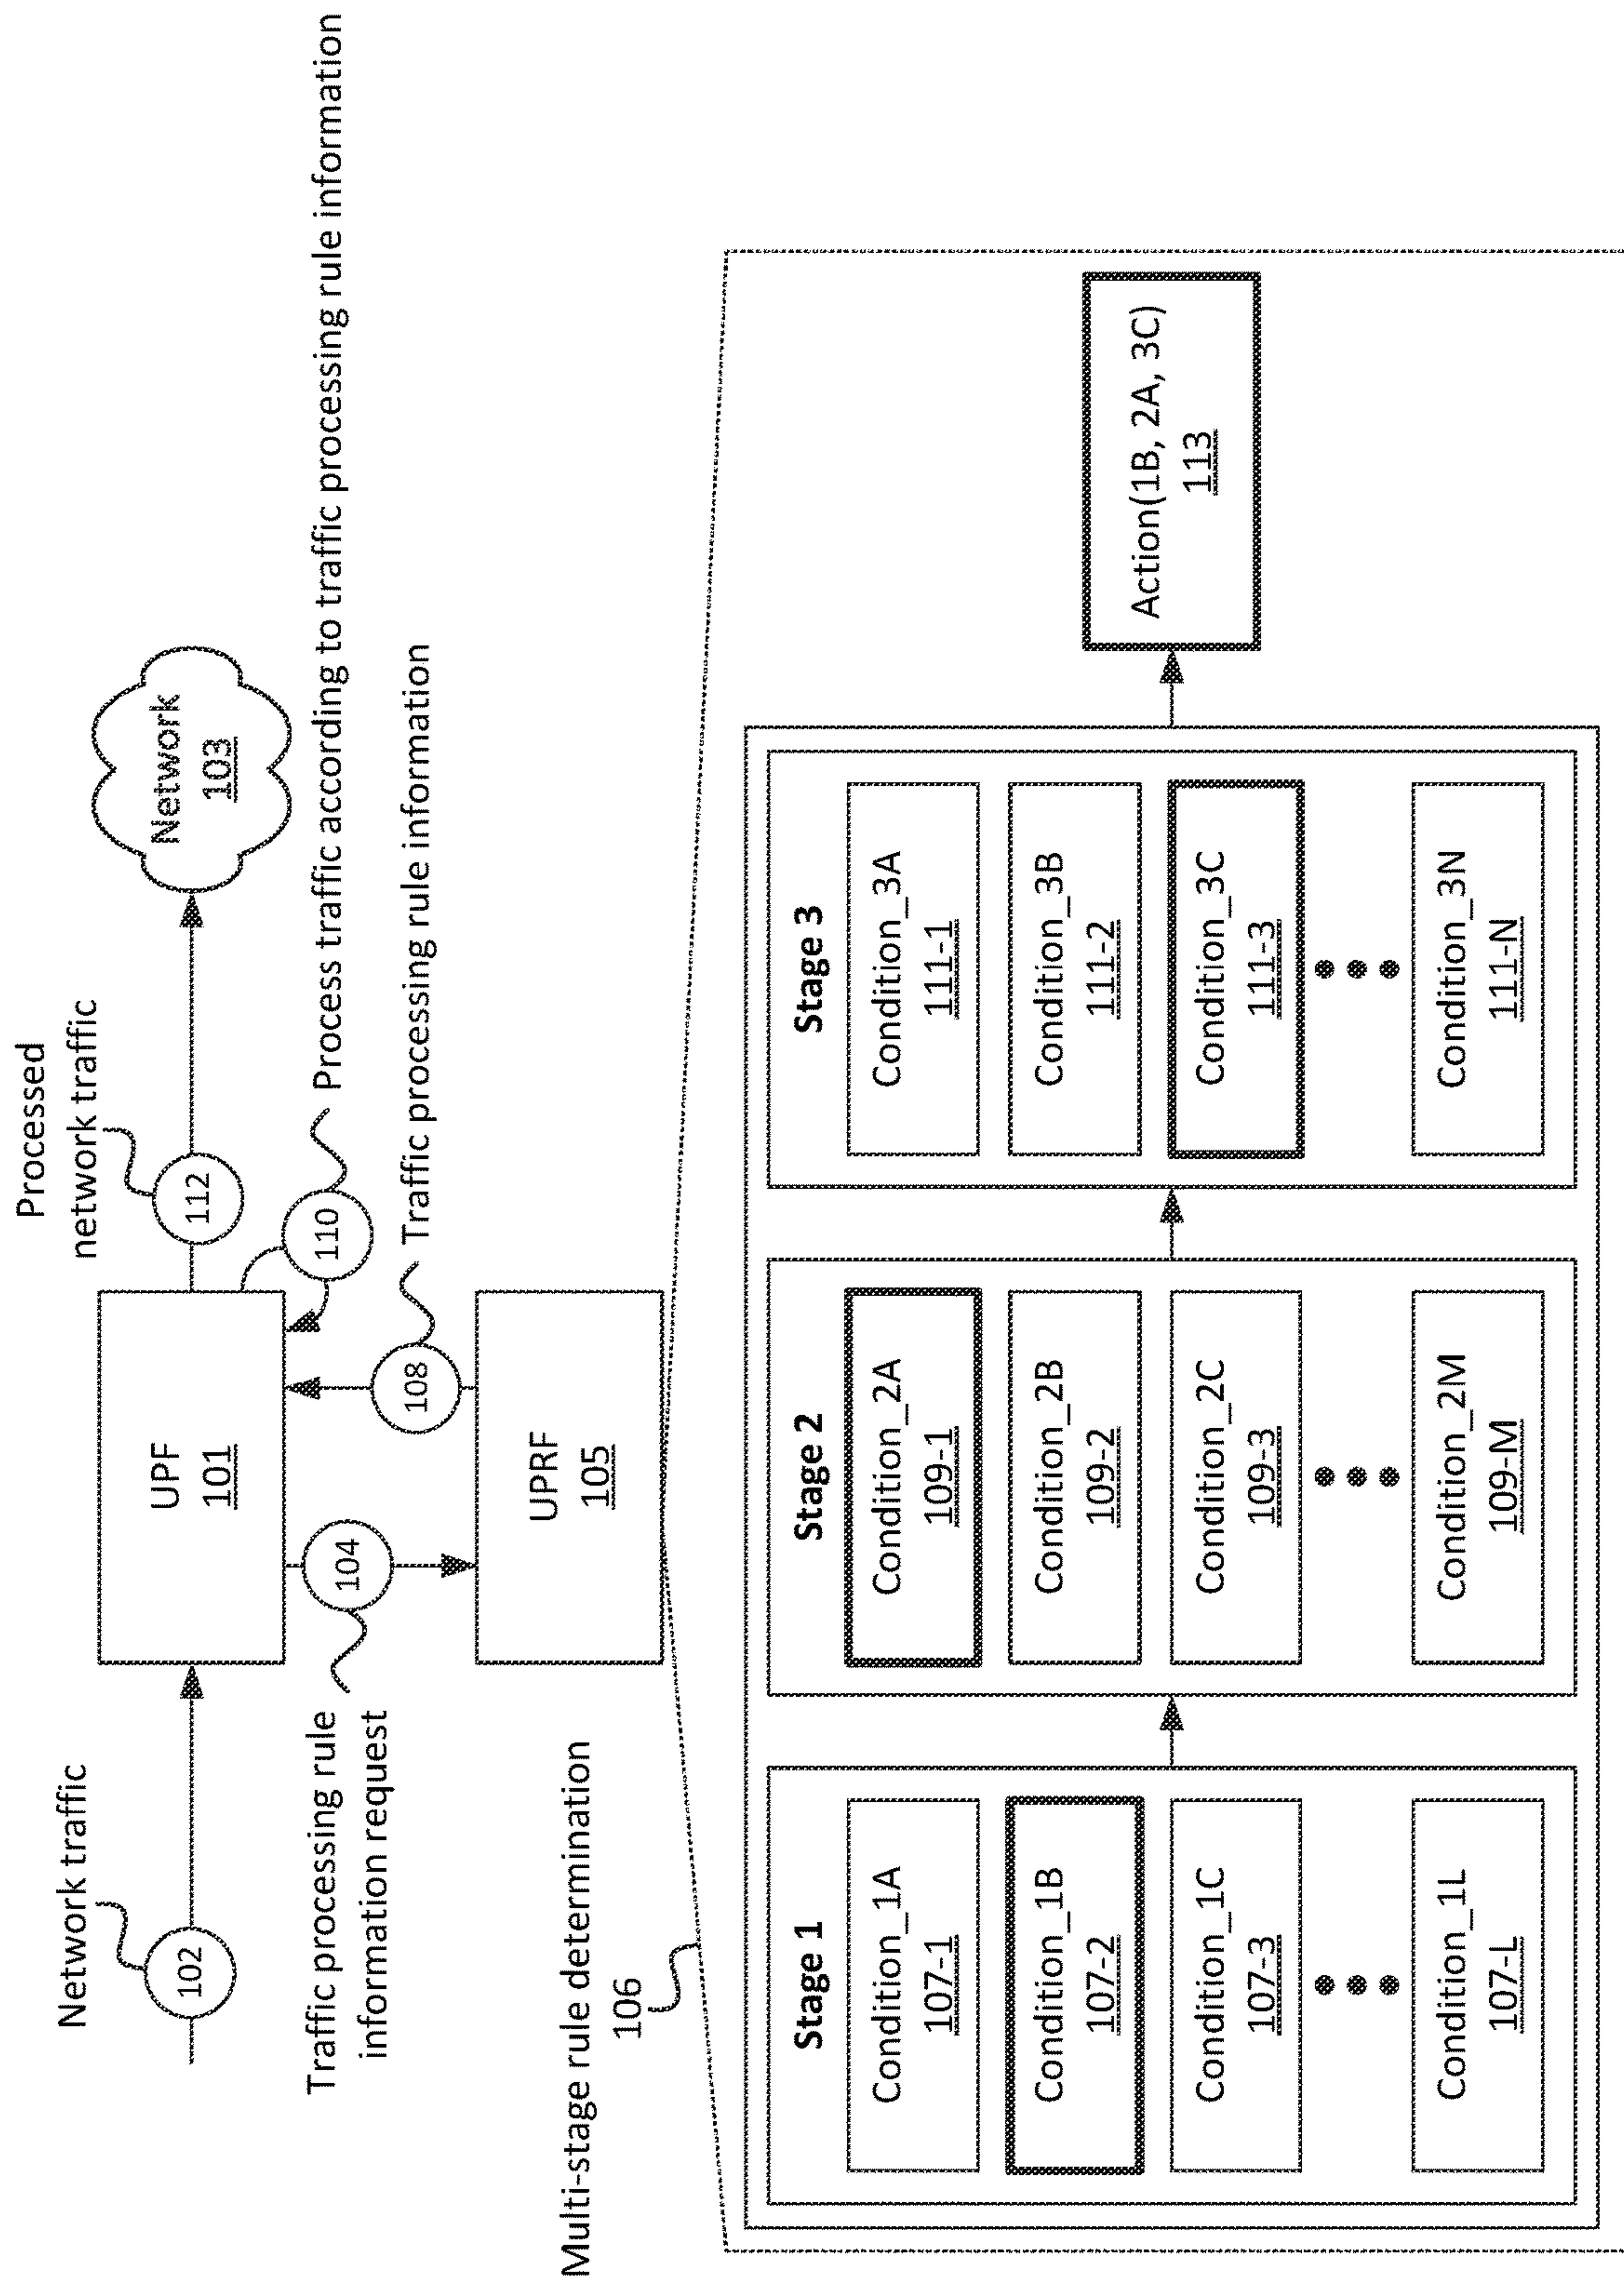 Network traffic
102
Traffic processing rule
information request
104
UPF
101
Processed
network traffic
112
Network
103
110
Process traffic according to traffic processing rule information
108
Traffic processing rule information
UPRF
105
Multi-stage rule determination
106
Stage 1
Condition_1A
107-1
Condition_1B
107-2
Condition_1C
107-3
Condition_1L
107-L
Stage 2
Condition_2A
109-1
Condition_2B
109-2
Condition_2C
109-3
Condition_2M
109-M
Stage 3
Condition_3A
111-1
Condition_3B
111-2
Condition_3C
111-3
Condition_3N
111-N
Action(1B, 2A, 3C)
113